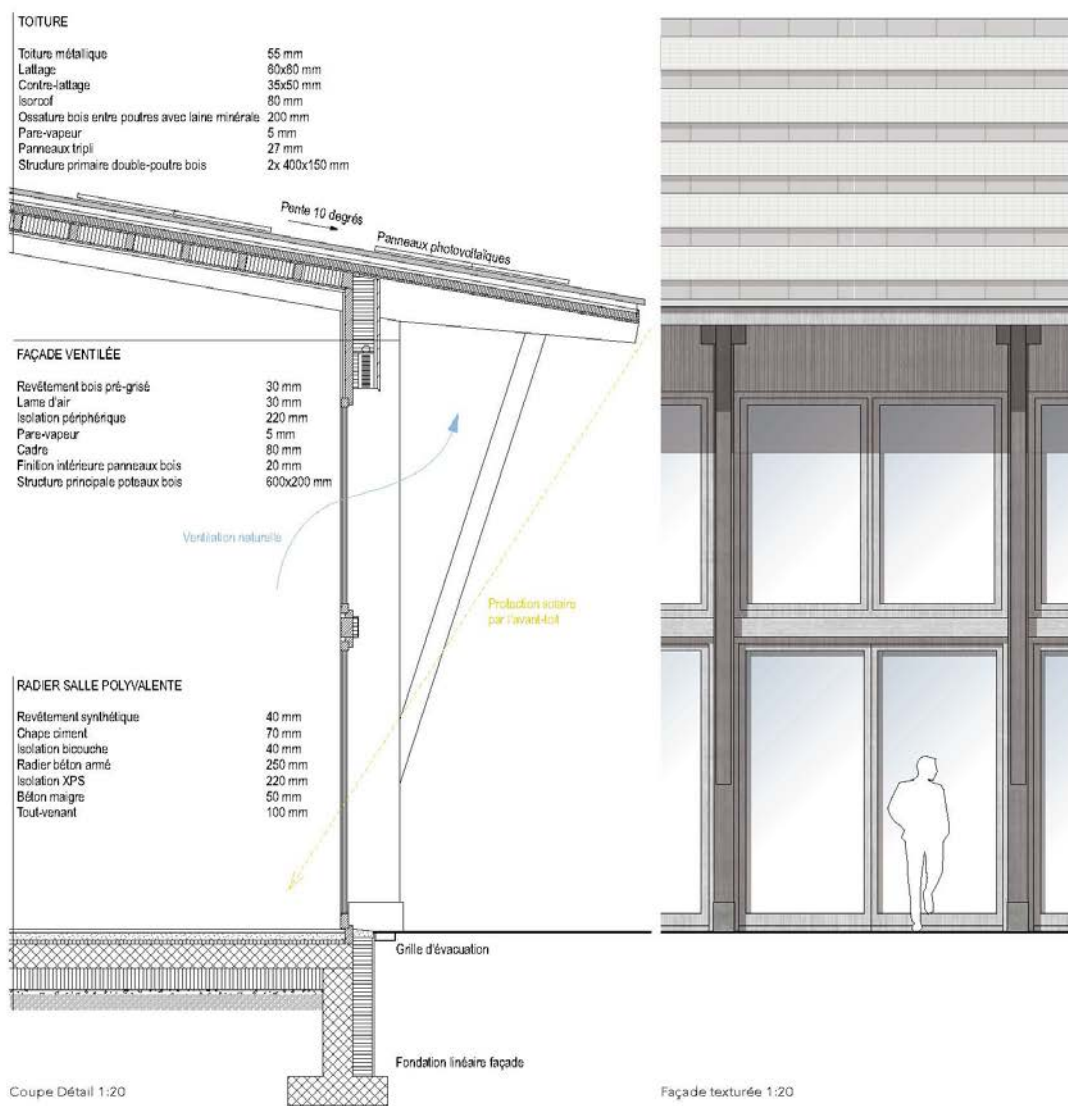 TOITURE
Toiture métallique 55 mm
Lattage 60x80 mm
Contre-lattage 35x50 mm
Isoroof 80 mm
Ossature bois entre poutres avec laine minérale 200 mm
Pare-vapeur 5 mm
Panneaux tripli 27 mm
Structure primaire double-poutre bois 2x 400x150 mm
Pente 10 degrés
Panneaux photovoltaïques
FAÇADE VENTILÉE
Revêtement bois pré-grisé 30 mm
Lame d'air 30 mm
Isolation périphérique 220 mm
Pare-vapeur 5 mm
Cadre 80 mm
Finition intérieure panneaux bois 20 mm
Structure principale poteaux bois 600x200 mm
Ventilation naturelle
Protection solaire
par l'avant-toit
RADIER SALLE POLYVALENTE
Revêtement synthétique 40 mm
Chape ciment 70 mm
Isolation bicouche 40 mm
Radier béton armé 250 mm
Isolation XPS 220 mm
Béton maigre 50 mm
Tout-venant 100 mm
Grille d'évacuation
Fondation linéaire façade
Coupe Détail 1:20
Façade texturée 1:20